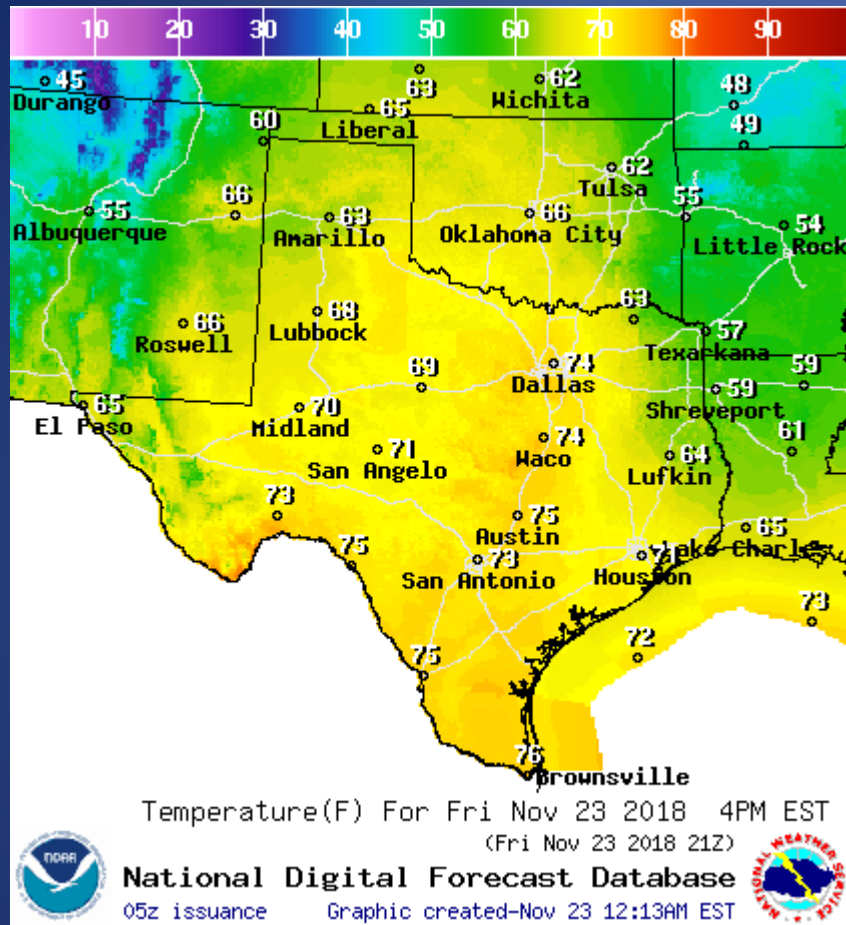 10 20 30 40 50 60 70 80 90
45
Durango
63
62
Wichita
48
65
Liberal
60
49
62
Tulsa
55
Albuquerque
66
63
Amarillo
66
Oklahoma City
55
54
Little Rock
66
Roswell
68
Lubbock
63
57
Texarkana
69
74
Dallas
59
Shreveport
59
65
El Paso
70
Midland
71
San Angelo
74
Waco
64
Lufkin
61
73
75
Austin
65
Lake Charles
75
73
San Antonio
71
Houston
73
72
75
76
Brownsville
Temperature(F) For Fri Nov 23 2018 4PM EST
(Fri Nov 23 2018 21Z)
National Digital Forecast Database
05z issuance Graphic created-Nov 23 12:13AM EST
NOAA
NATIONAL WEATHER SERVICE